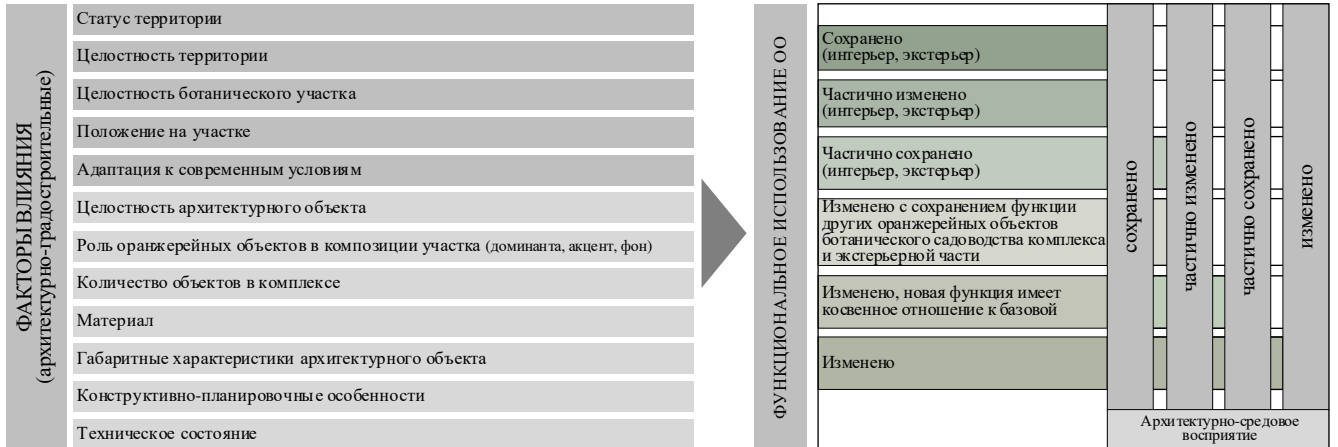 ФАКТОРЫ ВЛИЯНИЯ
(архитектурно-градостроительные)
Статус территории
Целостность территории
Целостность ботанического участка
Положение на участке
Адаптация к современным условиям
Целостность архитектурного объекта
Роль оранжерейных объектов в композиции участка (доминанта, акцент, фон)
Количество объектов в комплексе
Материал
Габаритные характеристики архитектурного объекта
Конструктивно-планировочные особенности
Техническое состояние
ФУНКЦИОНАЛЬНОЕ ИСПОЛЬЗОВАНИЕ ОО
Сохранено
(интерьер, экстерьер)
Частично изменено
(интерьер, экстерьер)
Частично сохранено
(интерьер, экстерьер)
Изменено с сохранением функции
других оранжерейных объектов
ботанического садоводства комплекса
и экстерьерной части
Изменено, новая функция имеет
косвенное отношение к базовой
Изменено
сохранено
частично изменено
частично сохранено
изменено
Архитектурно-средовое
восприятие